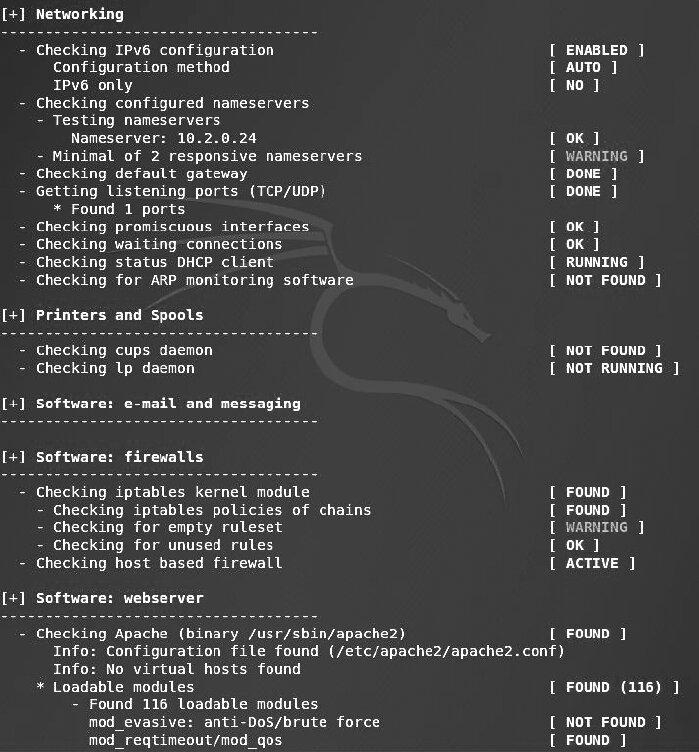 [+] Networking
------------------------------------
- Checking IPv6 configuration [ ENABLED ]
Configuration method [ AUTO ]
IPv6 only [ NO ]
- Checking configured nameservers
- Testing nameservers
Nameserver: 10.2.0.24 [ OK ]
- Minimal of 2 responsive nameservers [ WARNING ]
- Checking default gateway [ DONE ]
- Getting listening ports (TCP/UDP) [ DONE ]
* Found 1 ports
- Checking promiscuous interfaces [ OK ]
- Checking waiting connections [ OK ]
- Checking status DHCP client [ RUNNING ]
- Checking for ARP monitoring software [ NOT FOUND ]
[+] Printers and Spools
------------------------------------
- Checking cups daemon [ NOT FOUND ]
- Checking lp daemon [ NOT RUNNING ]
[+] Software: e-mail and messaging
------------------------------------
[+] Software: firewalls
------------------------------------
- Checking iptables kernel module [ FOUND ]
- Checking iptables policies of chains [ FOUND ]
- Checking for empty ruleset [ WARNING ]
- Checking for unused rules [ OK ]
- Checking host based firewall [ ACTIVE ]
[+] Software: webserver
------------------------------------
- Checking Apache (binary /usr/sbin/apache2) [ FOUND ]
Info: Configuration file found (/etc/apache2/apache2.conf)
Info: No virtual hosts found
* Loadable modules [ FOUND (116) ]
- Found 116 loadable modules
mod_evasive: anti-DoS/brute force [ NOT FOUND ]
mod_reqtimeout/mod_qos [ FOUND ]